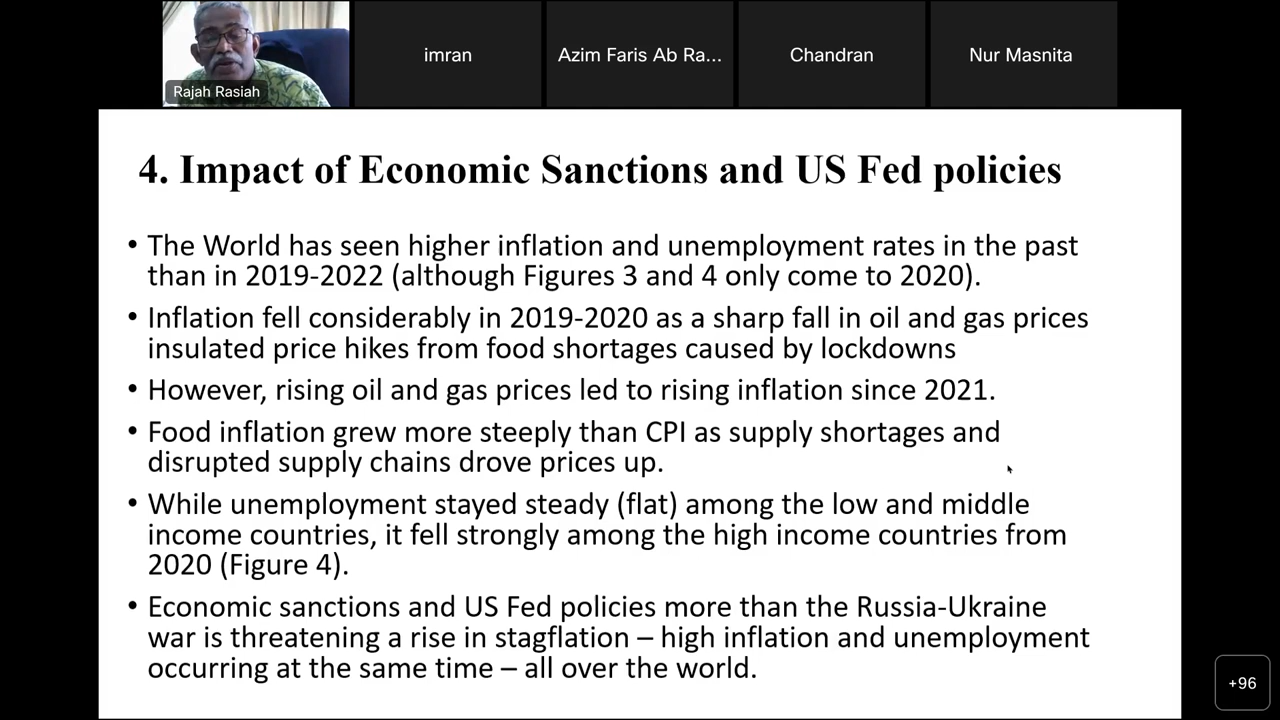 Rajah Rasiah
imran
Azim Faris Ab Ra...
Chandran
Nur Masnita
4. Impact of Economic Sanctions and US Fed policies
• The World has seen higher inflation and unemployment rates in the past
than in 2019-2022 (although Figures 3 and 4 only come to 2020).
• Inflation fell considerably in 2019-2020 as a sharp fall in oil and gas prices
insulated price hikes from food shortages caused by lockdowns
• However, rising oil and gas prices led to rising inflation since 2021.
• Food inflation grew more steeply than CPI as supply shortages and
disrupted supply chains drove prices up.
• While unemployment stayed steady (flat) among the low and middle
income countries, it fell strongly among the high income countries from
2020 (Figure 4).
• Economic sanctions and US Fed policies more than the Russia-Ukraine
war is threatening a rise in stagflation – high inflation and unemployment
occurring at the same time – all over the world.
+96